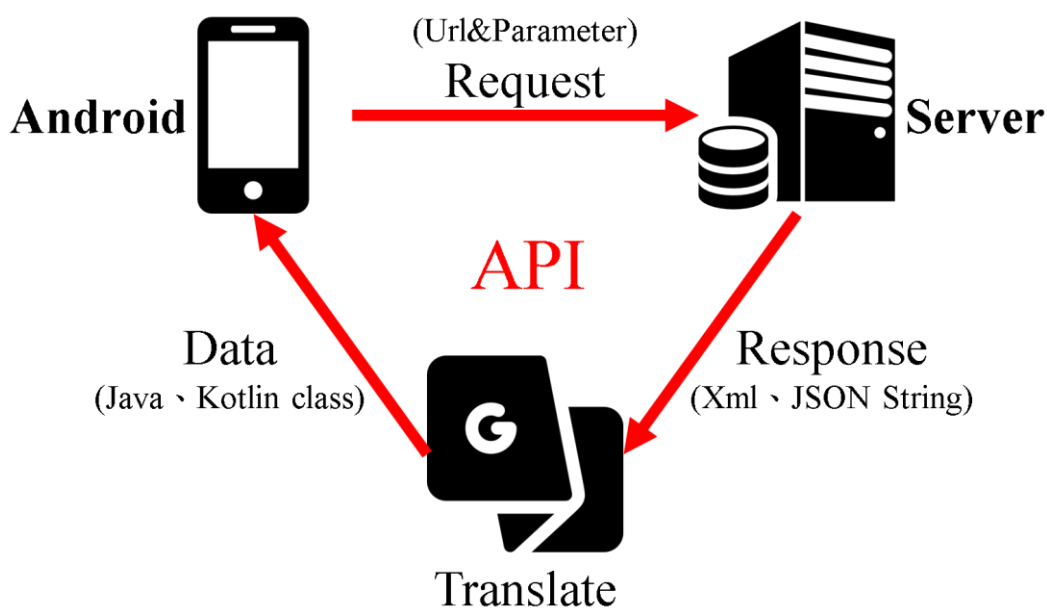 (Url&Parameter)
Request
Android
Server
API
Data
(Java、Kotlin class)
Response
(Xml、JSON String)
G
Translate